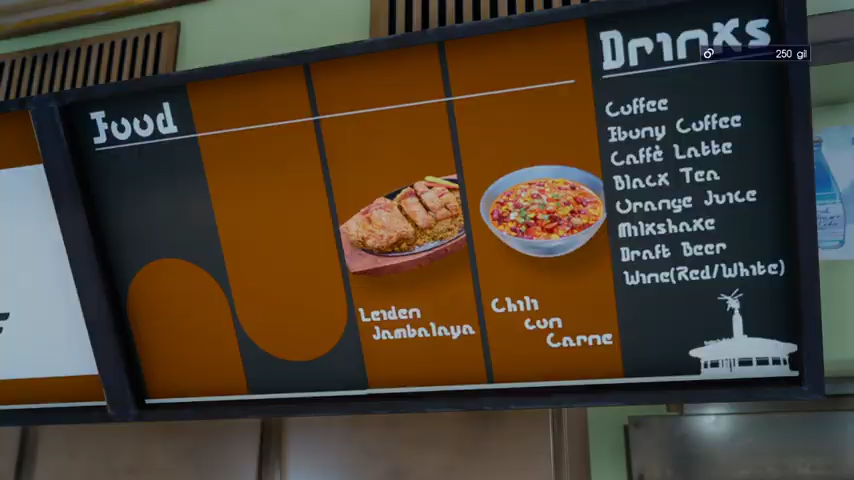 Food
Leiden
Jambalaya
Chili
con
Carne
Drinks
250 gil
Coffee
Ebony Coffee
Caffè Latte
Black Tea
Orange Juice
Milkshake
Draft Beer
Wine(Red/White)